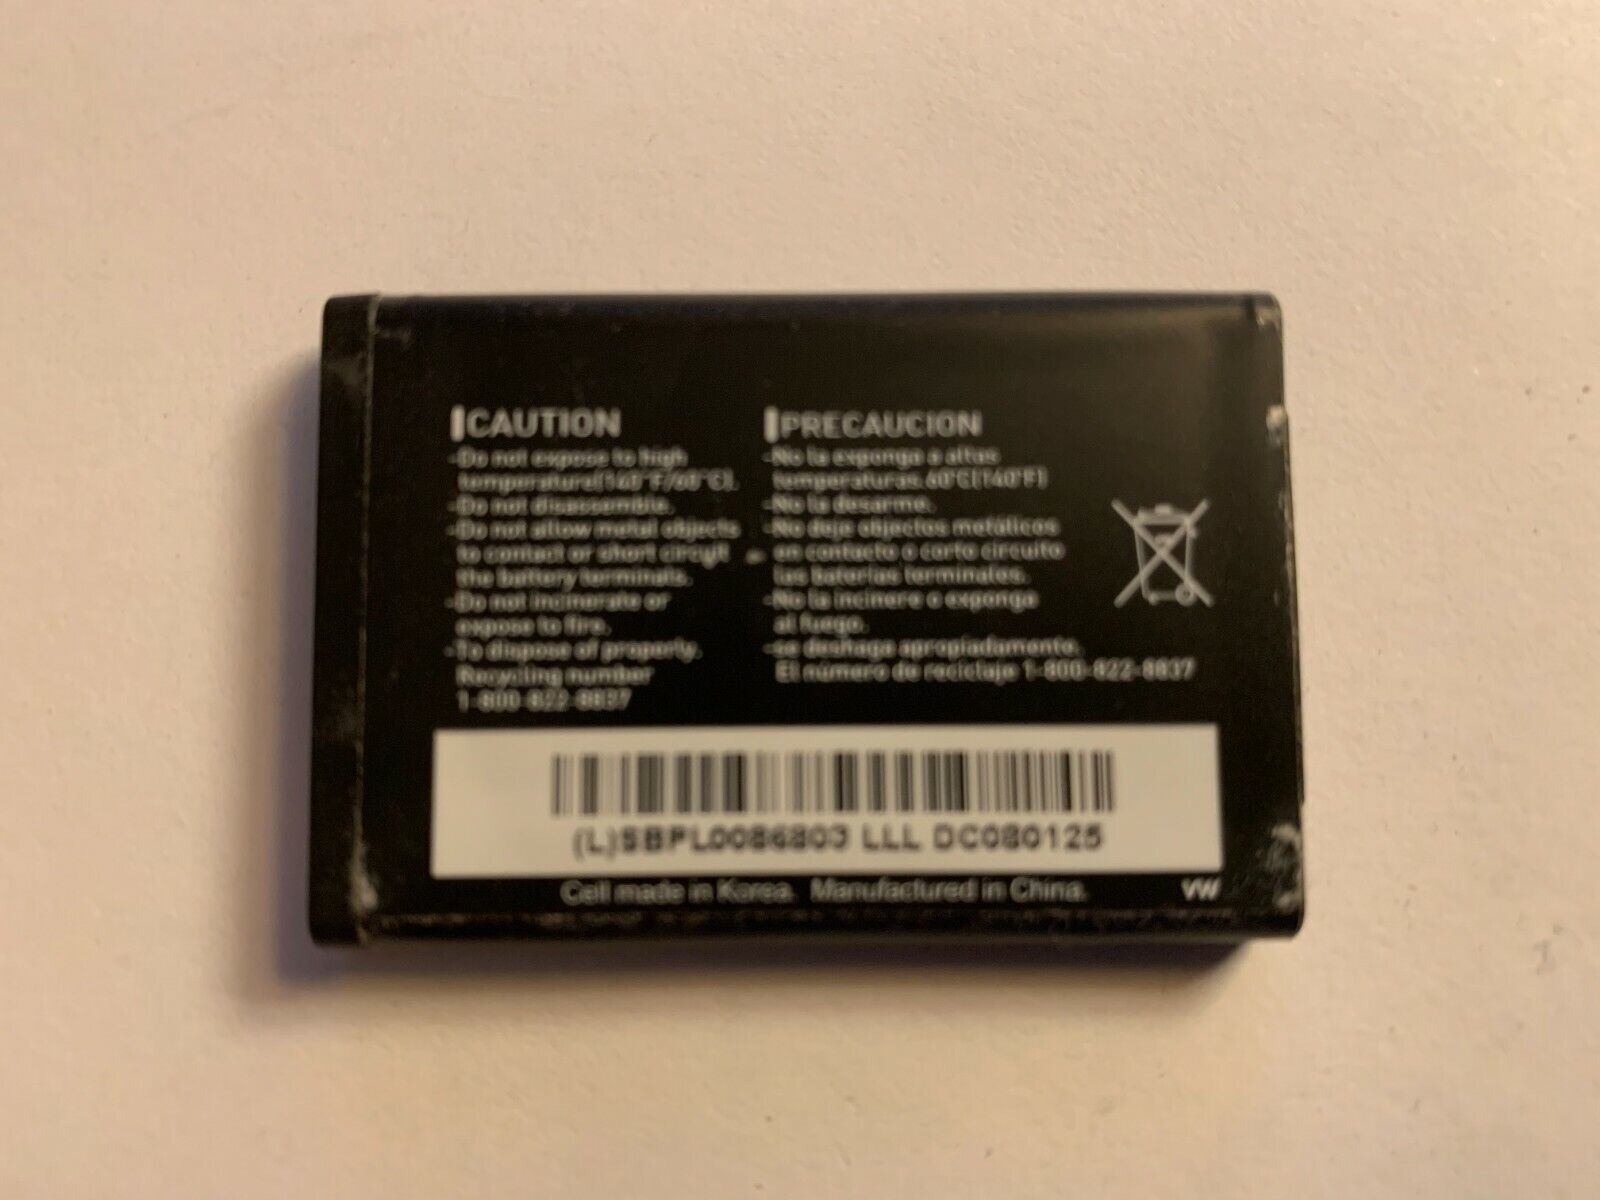 CAUTION
-Do not expose to high
temperature(140°F/60°C).
-Do not disassemble.
-Do not allow metal objects
to contact or short circuit
the battery terminals.
-Do not incinerate or
expose to fire.
-To dispose of properly.
Recycling number
1-800-822-8837
PRECAUCION
-No la exponga a altas
temperaturas.60°C(140°F)
-No la desarme.
-No deje objectos metálicos
en contacto o corto circuito
las baterías terminales.
-No la incinere o exponga
al fuego.
-se deshaga apropiadamente.
El número de reciclaje 1-800-822-8837
(L)SBPL0086803 LLL DC080125
Cell made in Korea. Manufactured in China.
VW